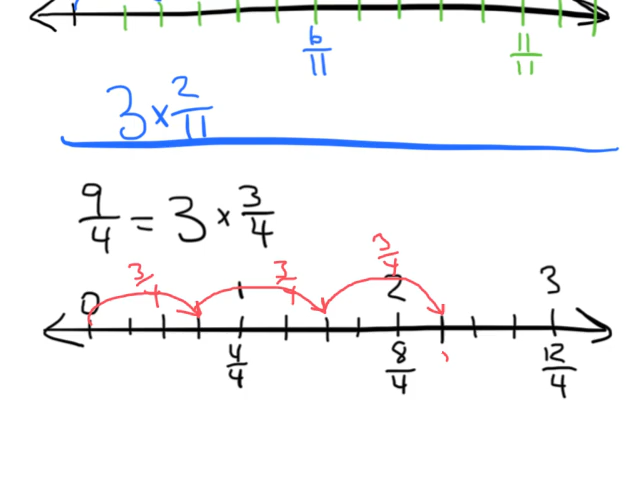 6/11 11/11
3 × 2/11
9/4 = 3 × 3/4
3/4 3/4 3/4
0 1 2 3
4/4 8/4 12/4